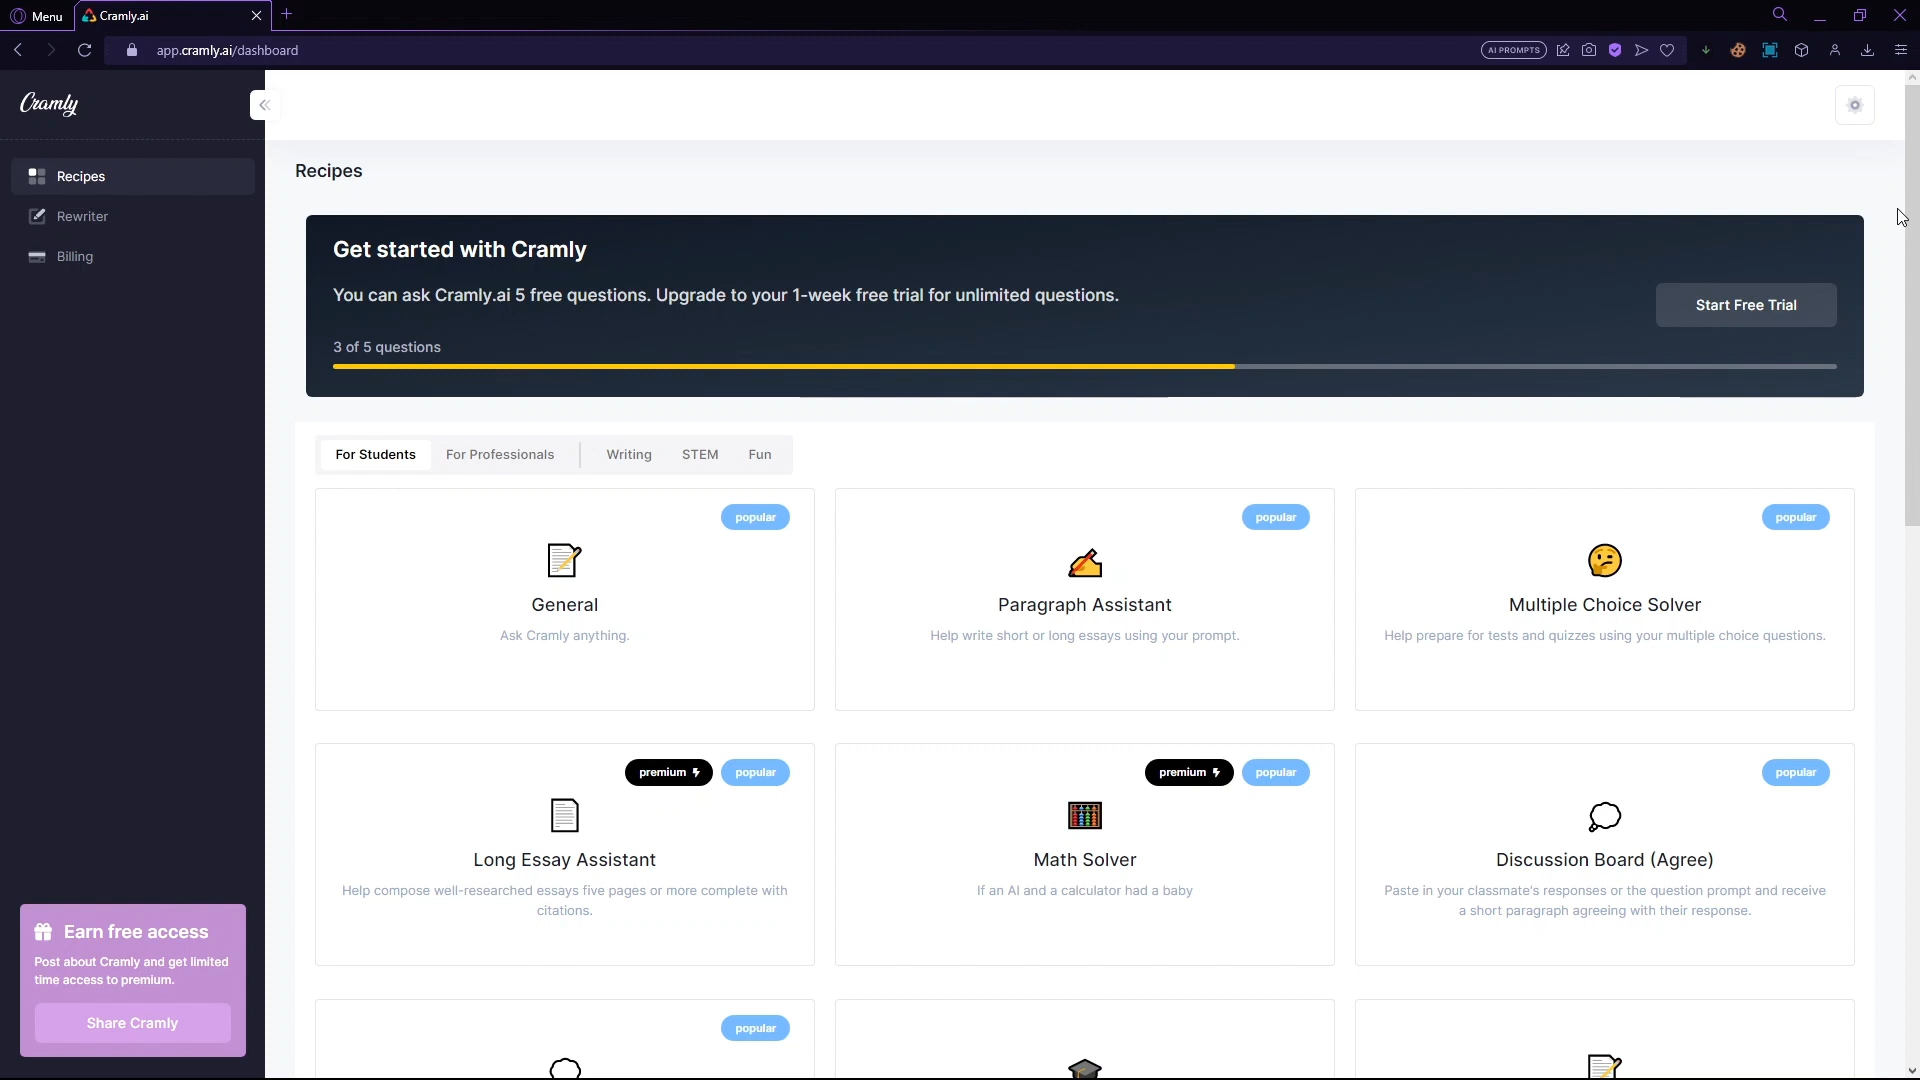 Menu
Cramly.ai
app.cramly.ai/dashboard
AI PROMPTS
Cramly
Recipes
Rewriter
Billing
Recipes
Get started with Cramly
You can ask Cramly.ai 5 free questions. Upgrade to your 1-week free trial for unlimited questions.
Start Free Trial
3 of 5 questions
For Students
For Professionals
Writing
STEM
Fun
popular
General
Ask Cramly anything.
popular
Paragraph Assistant
Help write short or long essays using your prompt.
popular
Multiple Choice Solver
Help prepare for tests and quizzes using your multiple choice questions.
premium
popular
Long Essay Assistant
Help compose well-researched essays five pages or more complete with
citations.
premium
popular
Math Solver
If an AI and a calculator had a baby
popular
Discussion Board (Agree)
Paste in your classmate's responses or the question prompt and receive
a short paragraph agreeing with their response.
popular
Earn free access
Post about Cramly and get limited
time access to premium.
Share Cramly